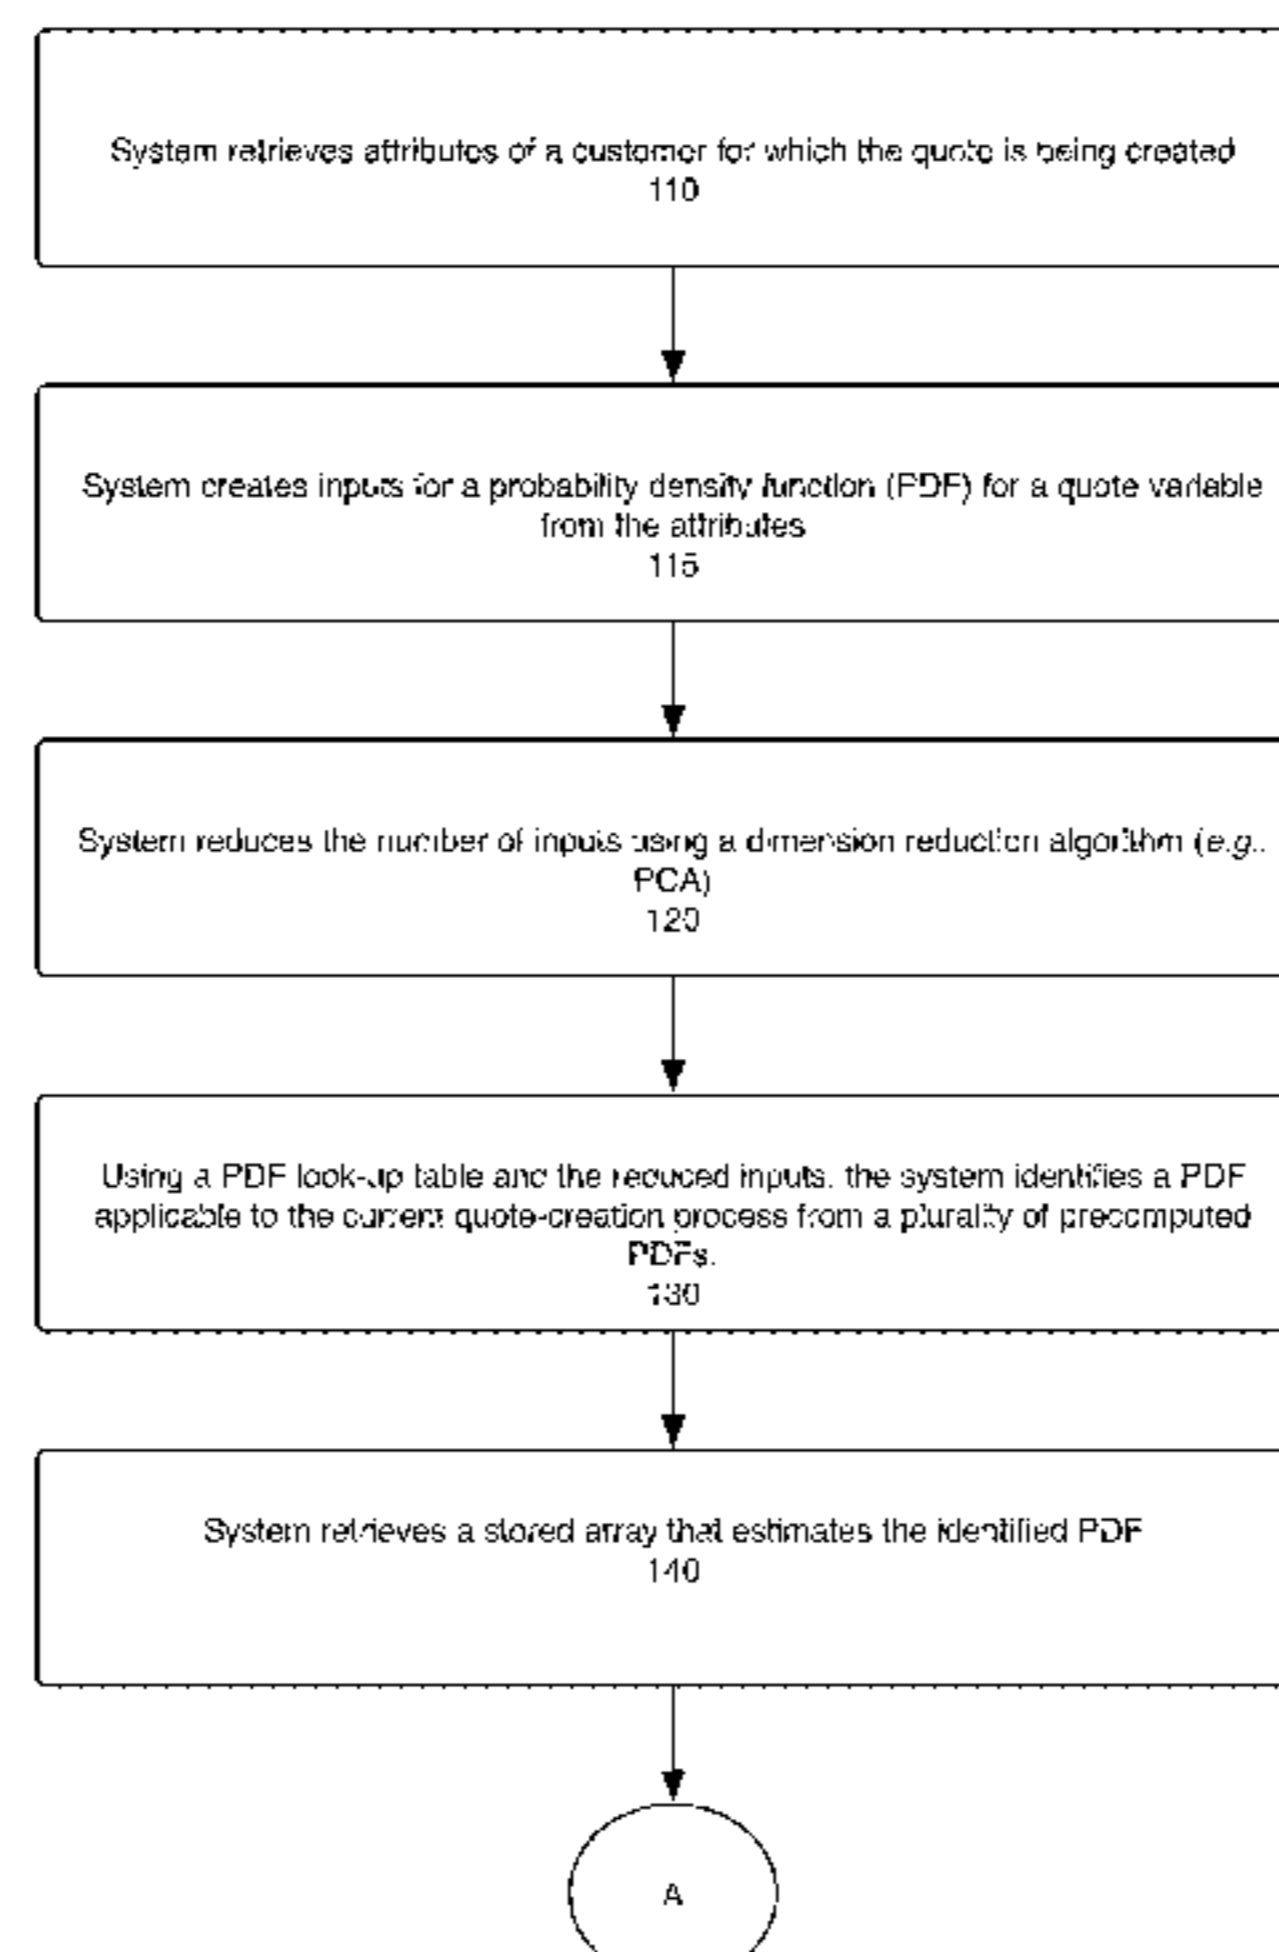 System retrieves attributes of a customer for which the quote is being created
110
System creates inputs for a probability density function (PDF) for a quote variable
from the attributes
115
System reduces the number of inputs using a dimension reduction algorithm (e.g.,
PCA)
120
Using a PDF look-up table and the reduced inputs, the system identifies a PDF
applicable to the current quote-creation process from a plurality of precomputed
PDFs.
130
System retrieves a stored array that estimates the identified PDF
140
A